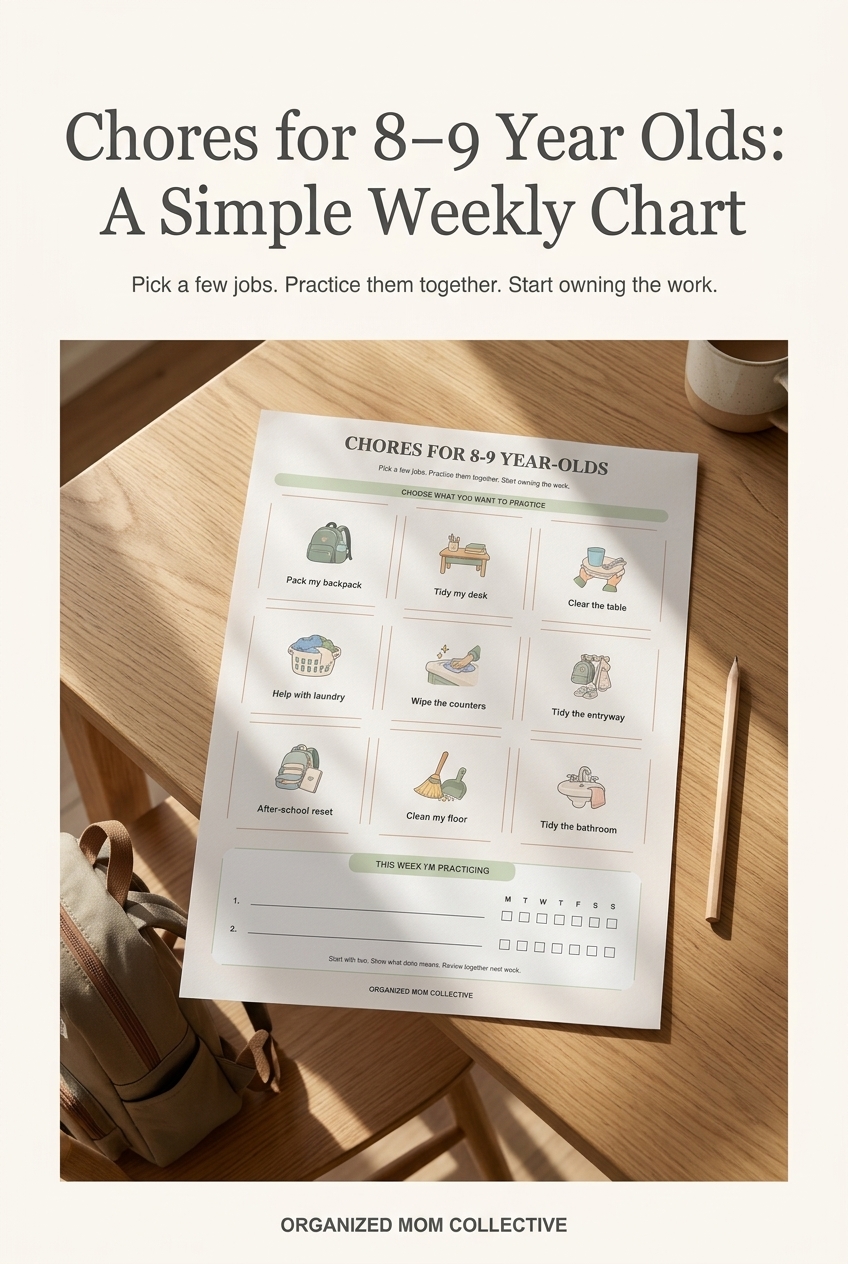 Chores for 8–9 Year Olds:
A Simple Weekly Chart
Pick a few jobs. Practice them together. Start owning the work.
CHORES FOR 8-9 YEAR-OLDS
Pick a few jobs. Practise them together. Start owning the week.
CHOOSE WHAT YOU WANT TO PRACTICE
Pack my backpack
Tidy my desk
Clear the table
Help with laundry
Wipe the counters
Tidy the entryway
After-school reset
Clean my floor
Tidy the bathroom
THIS WEEK I'M PRACTICING
M T W T F S S
1.
2.
Start with two. Show what dono means. Review together nest wook.
ORGANIZED MOM COLLECTIVE
ORGANIZED MOM COLLECTIVE